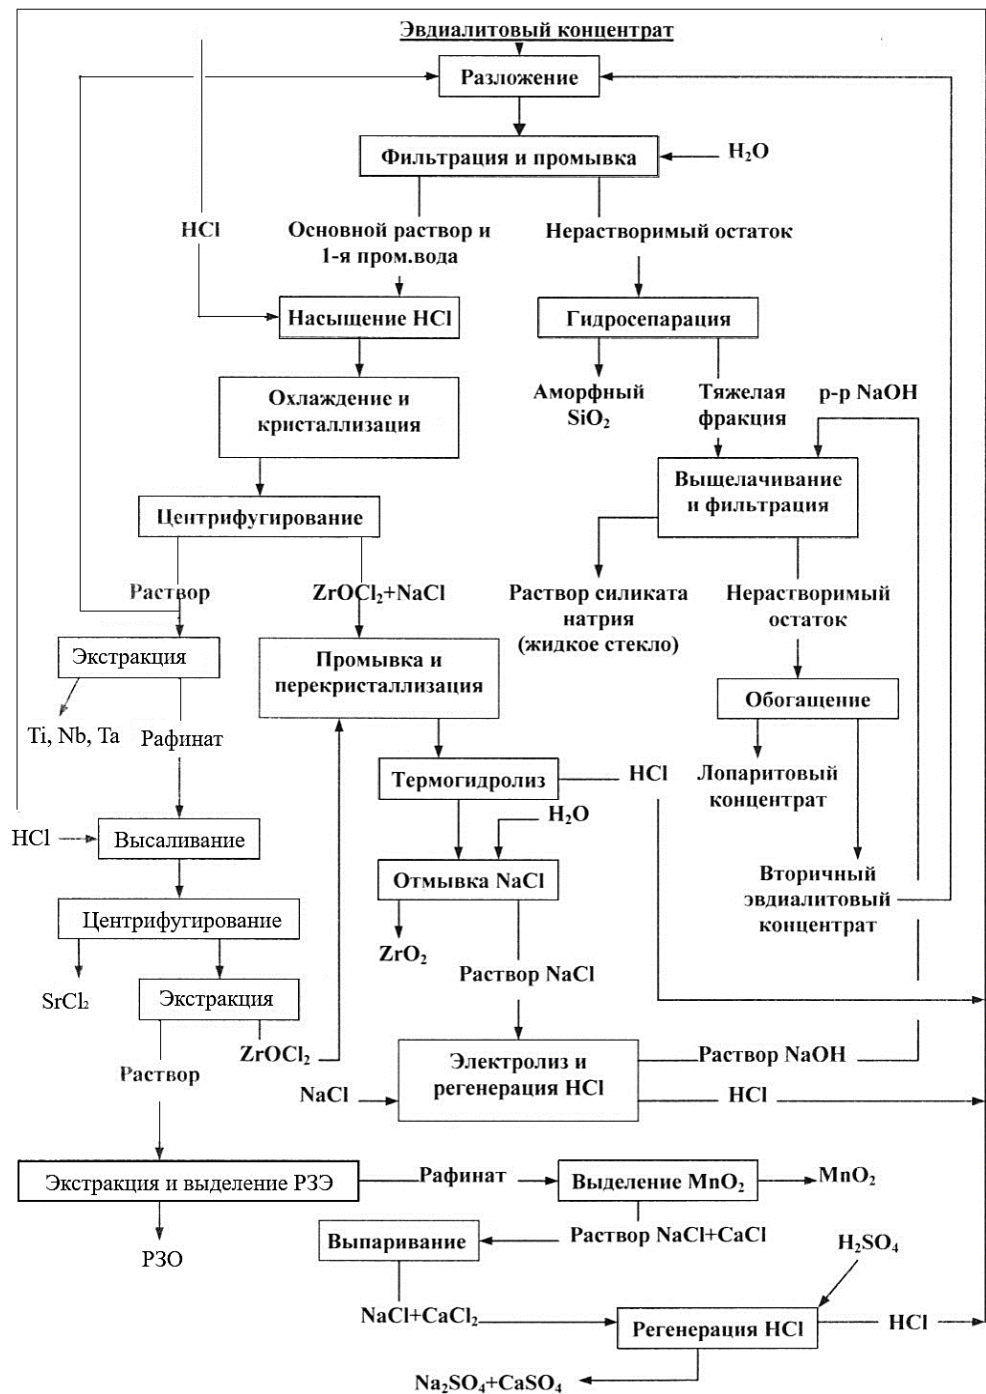 Эвдиалитовый концентрат
Разложение
Фильтрация и промывка
H₂O
HCl
Основной раствор и
1-я пром.вода
Нерастворимый остаток
Насыщение HCl
Гидросепарация
Охлаждение и
кристаллизация
Аморфный
SiO₂
Тяжелая
фракция
р-р NaOH
Выщелачивание
и фильтрация
Центрифугирование
Раствор
ZrOCl₂+NaCl
Раствор силиката
натрия
(жидкое стекло)
Нерастворимый
остаток
Экстракция
Промывка и
перекристаллизация
Обогащение
Ti, Nb, Ta
Рафинат
Термогидролиз
HCl
Лопаритовый
концентрат
H₂O
HCl
Высаливание
Отмывка NaCl
Вторичный
эвдиалитовый
концентрат
Центрифугирование
ZrO₂
Раствор NaCl
SrCl₂
Экстракция
ZrOCl₂
Электролиз и
регенерация HCl
Раствор NaOH
Раствор
NaCl
HCl
Экстракция и выделение РЗЭ
Рафинат
Выделение MnO₂
MnO₂
РЗО
Выпаривание
Раствор NaCl+CaCl
H₂SO₄
NaCl+CaCl₂
Регенерация HCl
HCl
Na₂SO₄+CaSO₄